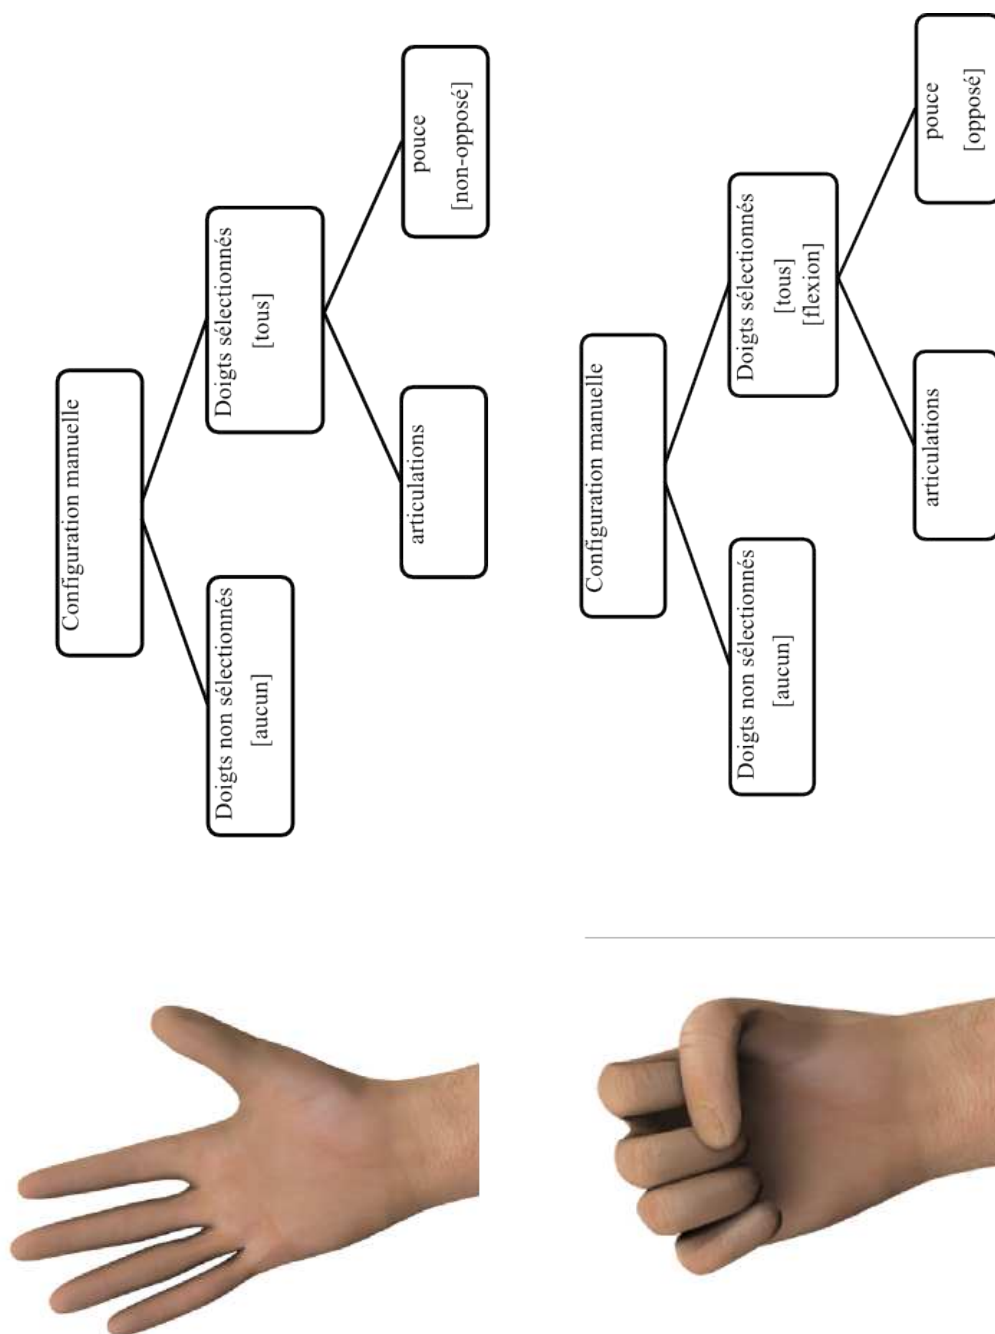 Configuration manuelle
Doigts non sélectionnés
[aucun]
Doigts sélectionnés
[tous]
articulations
pouce
[non-opposé]
Configuration manuelle
Doigts non sélectionnés
[aucun]
Doigts sélectionnés
[tous]
[flexion]
articulations
pouce
[opposé]